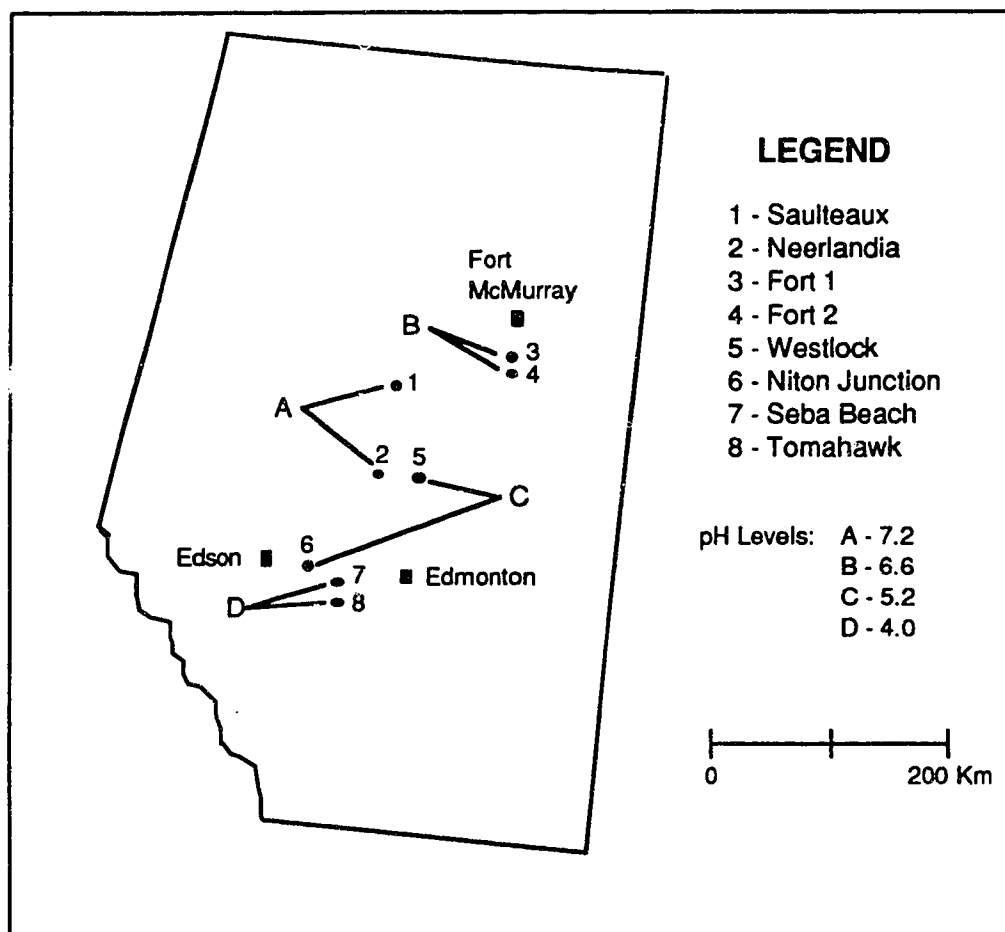 LEGEND
1 - Saulteaux
2 - Neerlandia
3 - Fort 1
4 - Fort 2
5 - Westlock
6 - Niton Junction
7 - Seba Beach
8 - Tomahawk
pH Levels: A - 7.2
B - 6.6
C - 5.2
D - 4.0
0 200 Km
Fort
McMurray
B
3
4
1
A
2
5
C
6
Edson
7
Edmonton
D
8